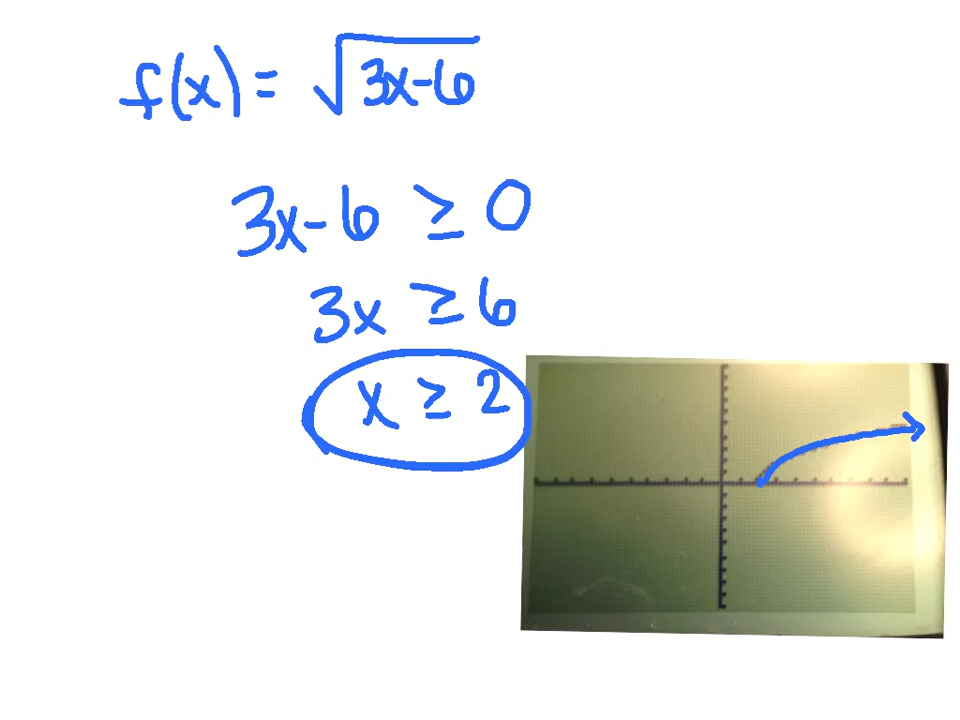 f(x) = √(3x-6)
3x-6 ≥ 0
3x ≥ 6
x ≥ 2